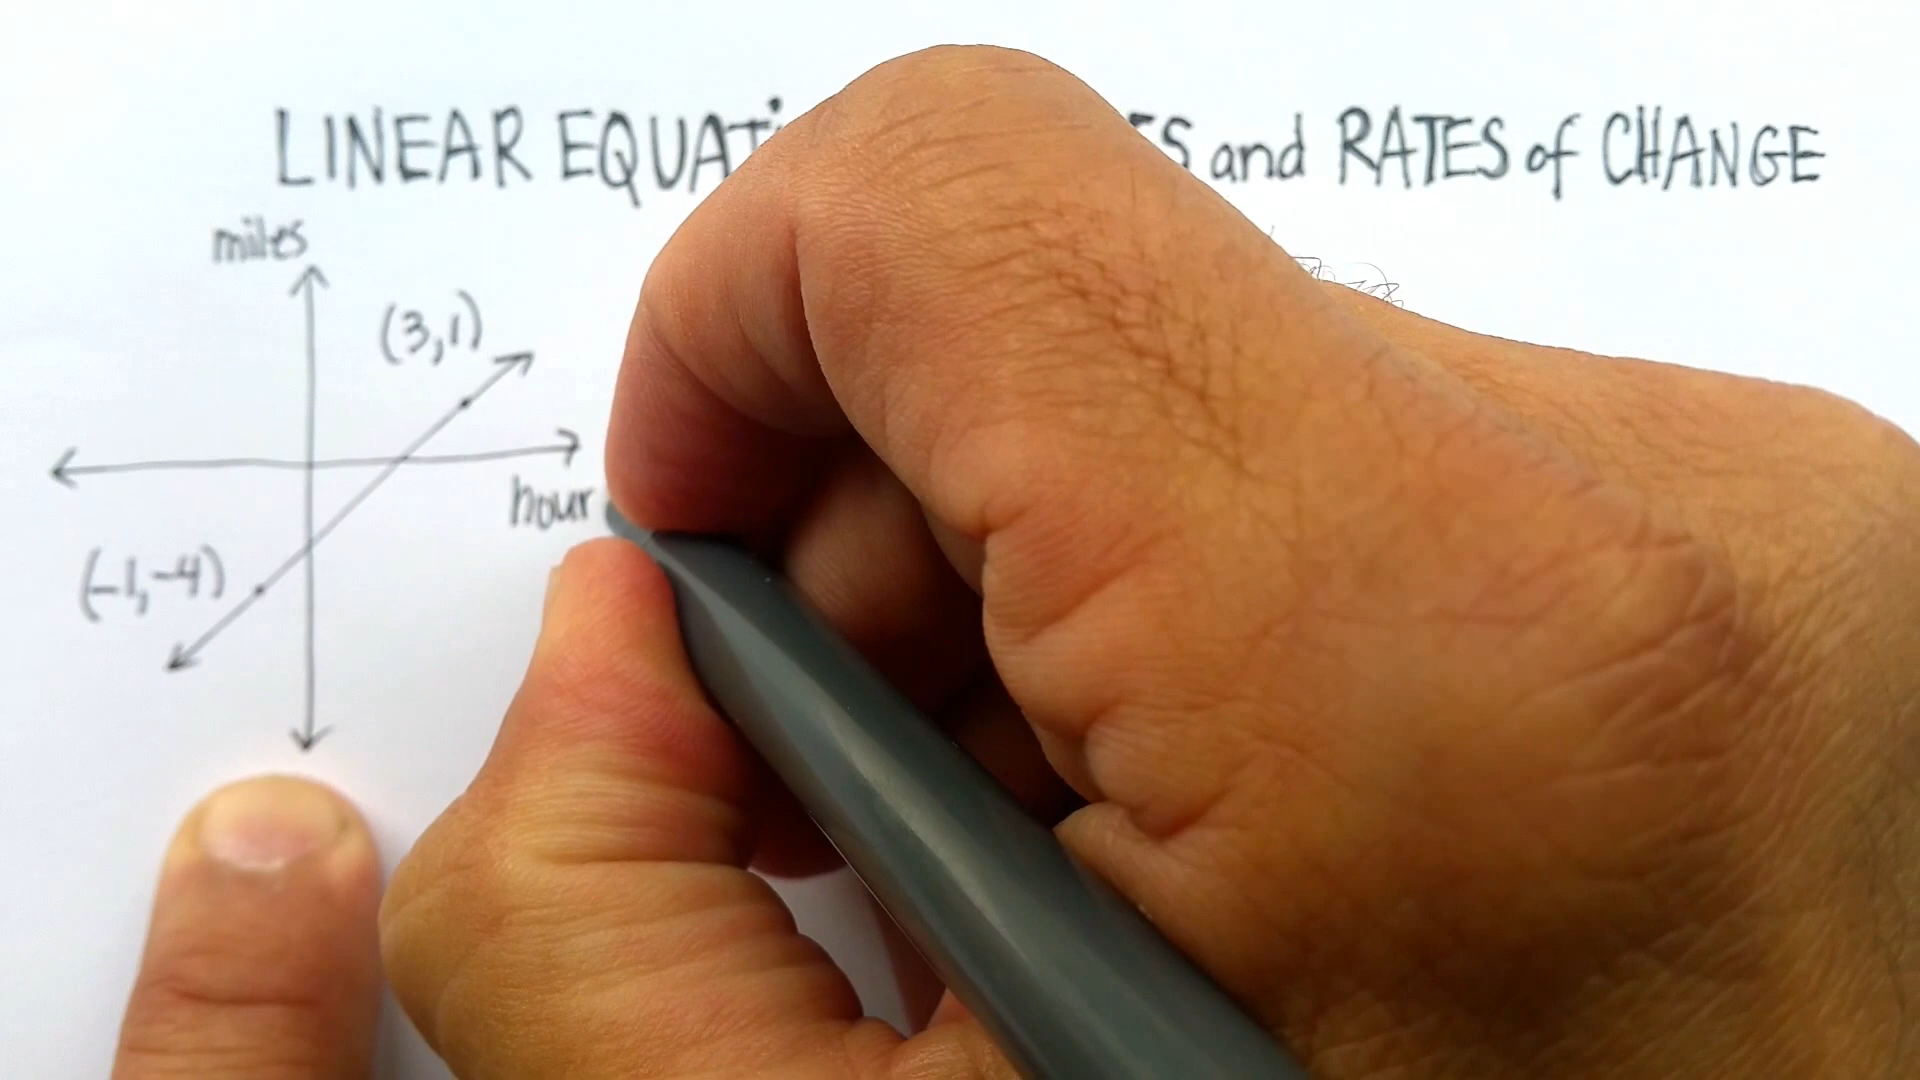 LINEAR EQUATi ES and RATES of CHANGE
miles
(3,1)
hour
(-1,-4)